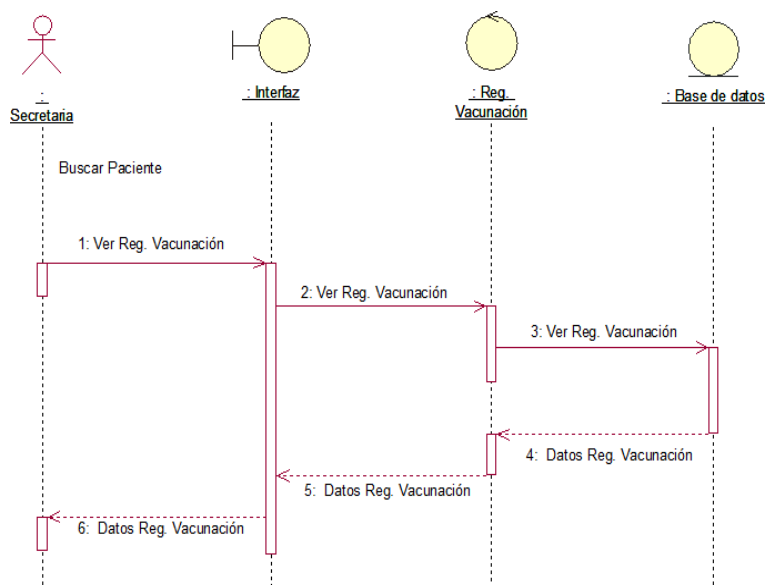 :
Secretaria
: Interfaz
: Reg.
Vacunación
: Base de datos
Buscar Paciente
1: Ver Reg. Vacunación
2: Ver Reg. Vacunación
3: Ver Reg. Vacunación
4: Datos Reg. Vacunación
5: Datos Reg. Vacunación
6: Datos Reg. Vacunación